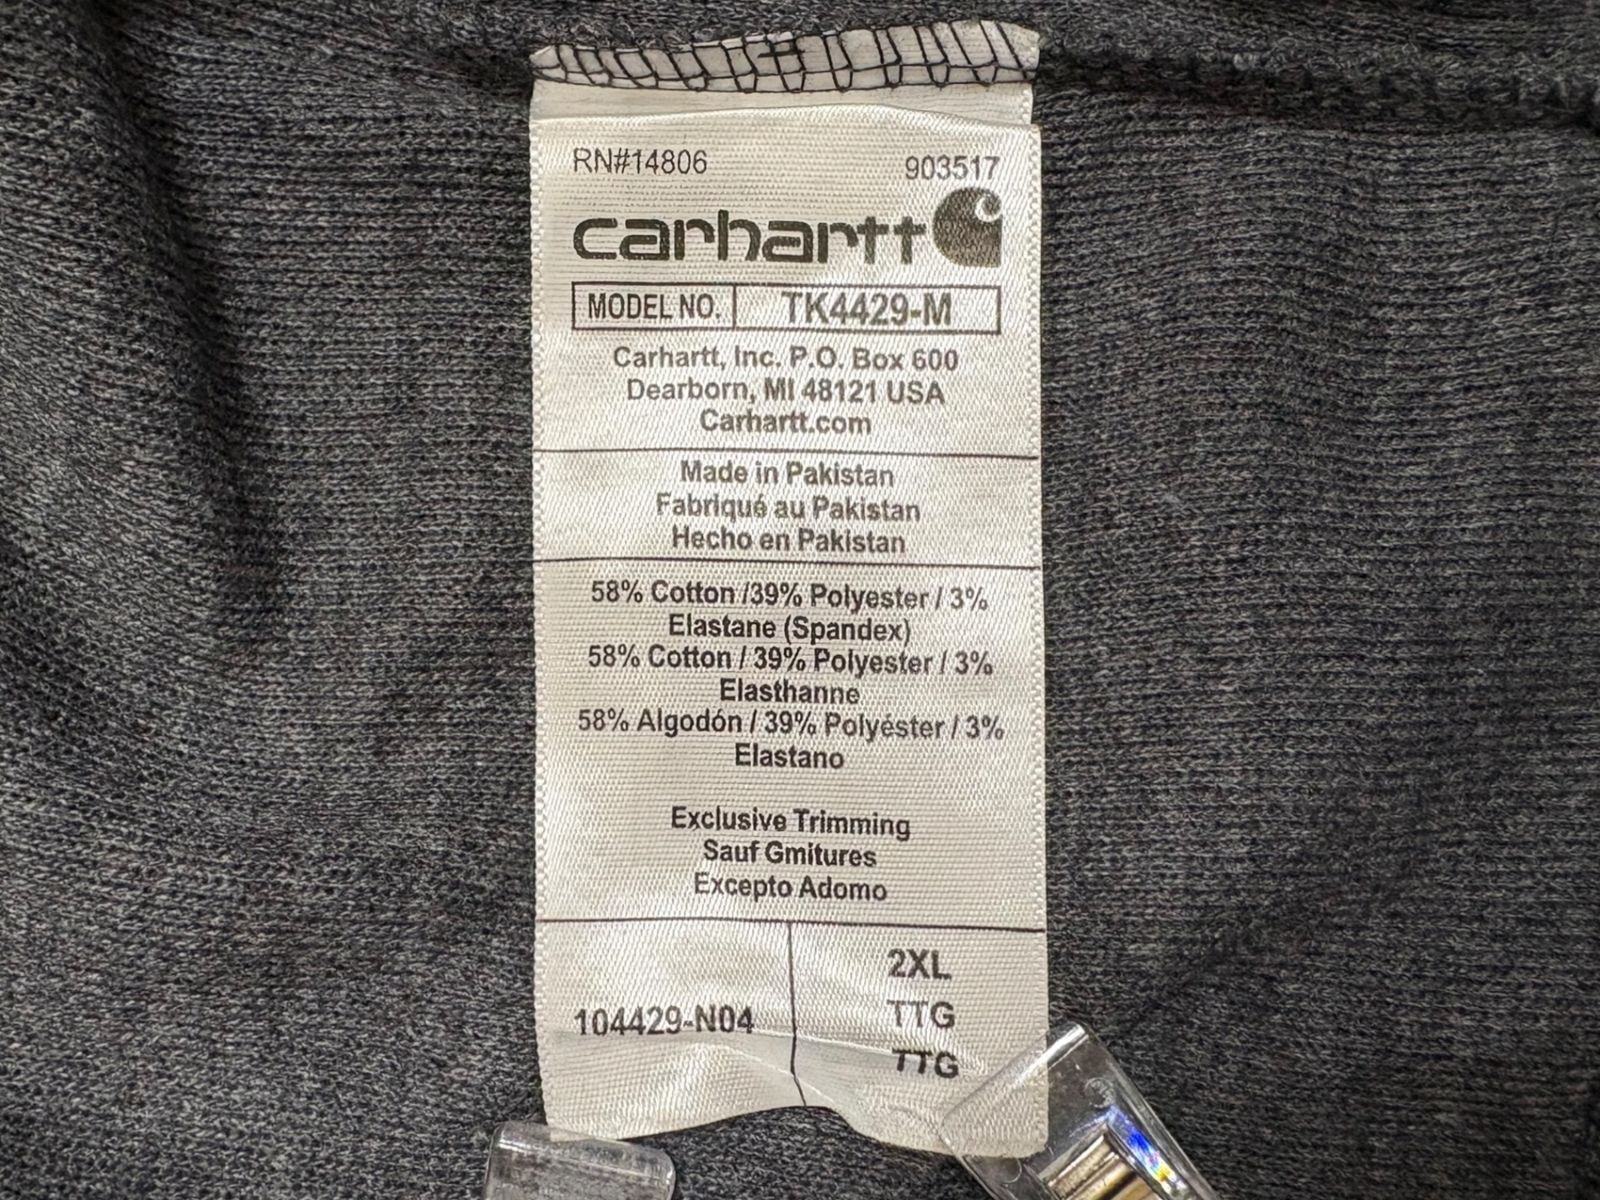 RN#14806 903517
carhartt
MODEL NO. TK4429-M
Carhartt, Inc. P.O. Box 600
Dearborn, MI 48121 USA
Carhartt.com
Made in Pakistan
Fabriqué au Pakistan
Hecho en Pakistan
58% Cotton /39% Polyester / 3%
Elastane (Spandex)
58% Cotton / 39% Polyester / 3%
Elasthanne
58% Algodón / 39% Polyéster / 3%
Elastano
Exclusive Trimming
Sauf Gmitures
Excepto Adomo
104429-N04
2XL
TTG
TTG